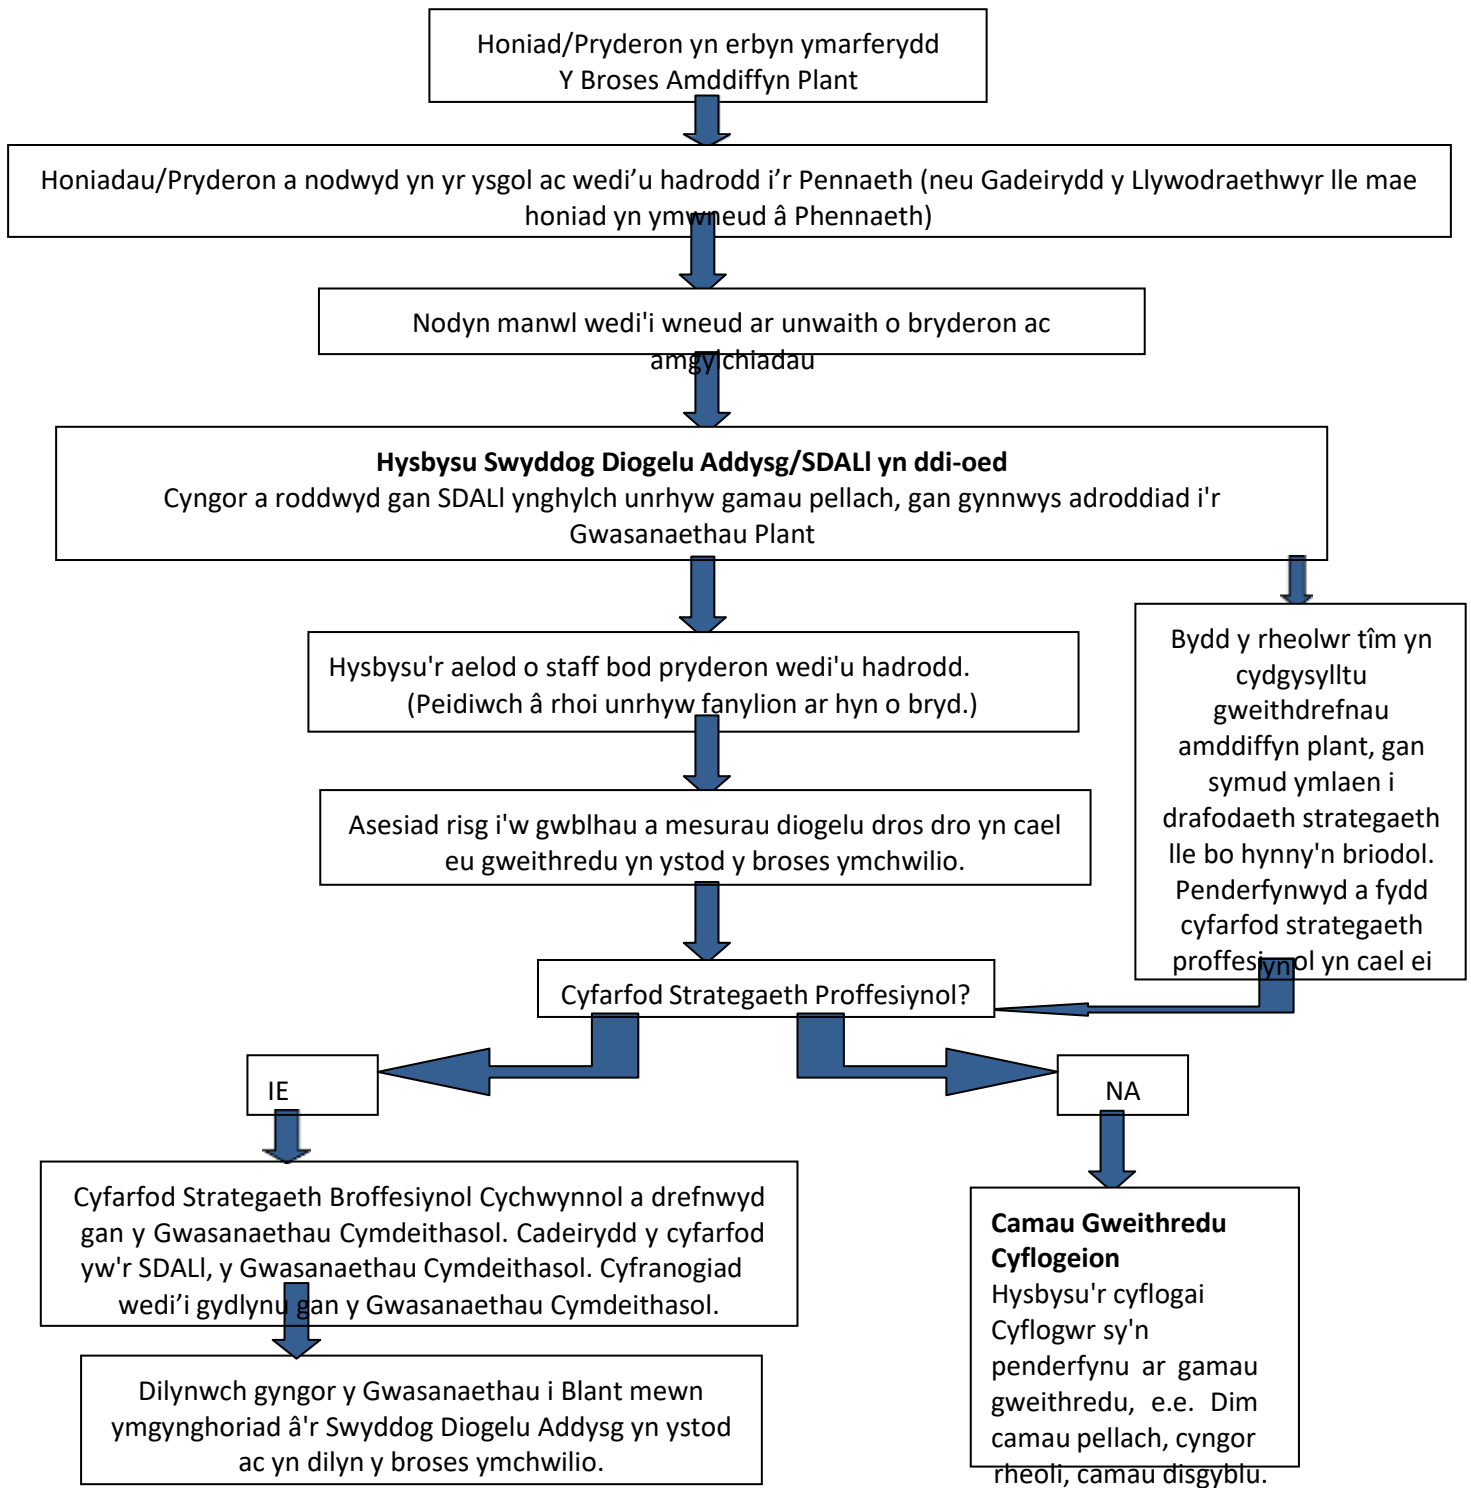 Honiad/Pryderon yn erbyn ymarferydd
Y Broses Amddiffyn Plant
Honiadau/Pryderon a nodwyd yn yr ysgol ac wedi’u hadrodd i’r Pennaeth (neu Gadeirydd y Llywodraethwyr lle mae
honiad yn ymwneud â Phennaeth)
Nodyn manwl wedi'i wneud ar unwaith o bryderon ac
amgylchiadau
Hysbysu Swyddog Diogelu Addysg/SDALl yn ddi-oed
Cyngor a roddwyd gan SDALl ynghylch unrhyw gamau pellach, gan gynnwys adroddiad i'r
Gwasanaethau Plant
Hysbysu'r aelod o staff bod pryderon wedi'u hadrodd.
(Peidiwch â rhoi unrhyw fanylion ar hyn o bryd.)
Bydd y rheolwr tîm yn
cydgysylltu
gweithdrefnau
amddiffyn plant, gan
symud ymlaen i
drafodaeth strategaeth
lle bo hynny'n briodol.
Penderfynwyd a fydd
cyfarfod strategaeth
proffesiynol yn cael ei
Asesiad risg i'w gwblhau a mesurau diogelu dros dro yn cael
eu gweithredu yn ystod y broses ymchwilio.
Cyfarfod Strategaeth Proffesiynol?
IE
NA
Cyfarfod Strategaeth Broffesiynol Cychwynnol a drefnwyd
gan y Gwasanaethau Cymdeithasol. Cadeirydd y cyfarfod
yw'r SDALl, y Gwasanaethau Cymdeithasol. Cyfranogiad
wedi’i gydlynu gan y Gwasanaethau Cymdeithasol.
Dilynwch gyngor y Gwasanaethau i Blant mewn
ymgynghoriad â'r Swyddog Diogelu Addysg yn ystod
ac yn dilyn y broses ymchwilio.
Camau Gweithredu
Cyflogeion
Hysbysu'r cyflogai
Cyflogwr sy'n
penderfynu ar gamau
gweithredu, e.e. Dim
camau pellach, cyngor
rheoli, camau disgyblu.